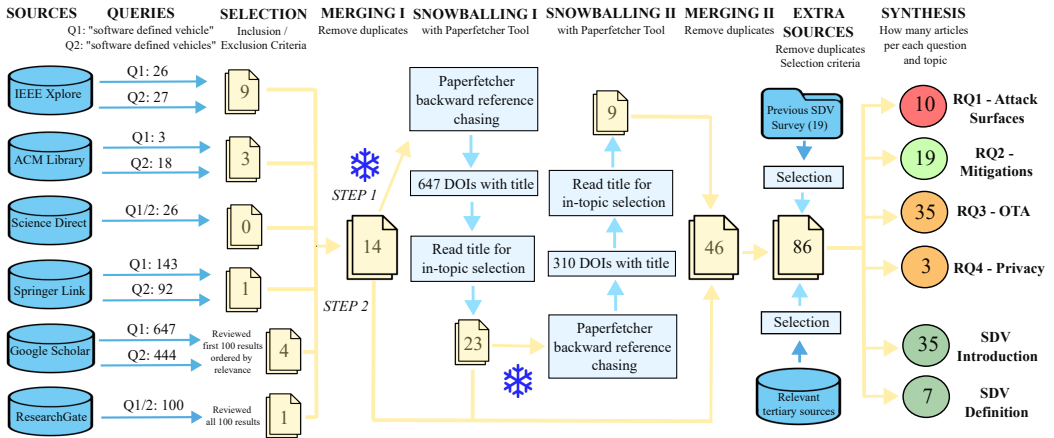 SOURCES
QUERIES
Q1: "software defined vehicle"
Q2: "software defined vehicles"
SELECTION
Inclusion /
Exclusion Criteria
MERGING I
Remove duplicates
SNOWBALLING I
with Paperfetcher Tool
SNOWBALLING II
with Paperfetcher Tool
MERGING II
Remove duplicates
EXTRA
SOURCES
Remove duplicates
Selection criteria
SYNTHESIS
How many articles
per each question
and topic
IEEE Xplore
Q1: 26
Q2: 27
9
ACM Library
Q1: 3
Q2: 18
3
Science Direct
Q1/2: 26
0
Springer Link
Q1: 143
Q2: 92
1
Google Scholar
Q1: 647
Q2: 444
Reviewed
first 100 results
ordered by
relevance
4
ResearchGate
Q1/2: 100
Reviewed
all 100 results
1
STEP 1
14
STEP 2
Paperfetcher
backward reference
chasing
647 DOIs with title
Read title for
in-topic selection
23
9
Read title for
in-topic selection
310 DOIs with title
Paperfetcher
backward reference
chasing
46
Previous SDV
Survey (19)
Selection
86
Selection
Relevant
tertiary sources
10
RQ1 - Attack
Surfaces
19
RQ2 -
Mitigations
35
RQ3 - OTA
3
RQ4 - Privacy
35
SDV
Introduction
7
SDV
Definition